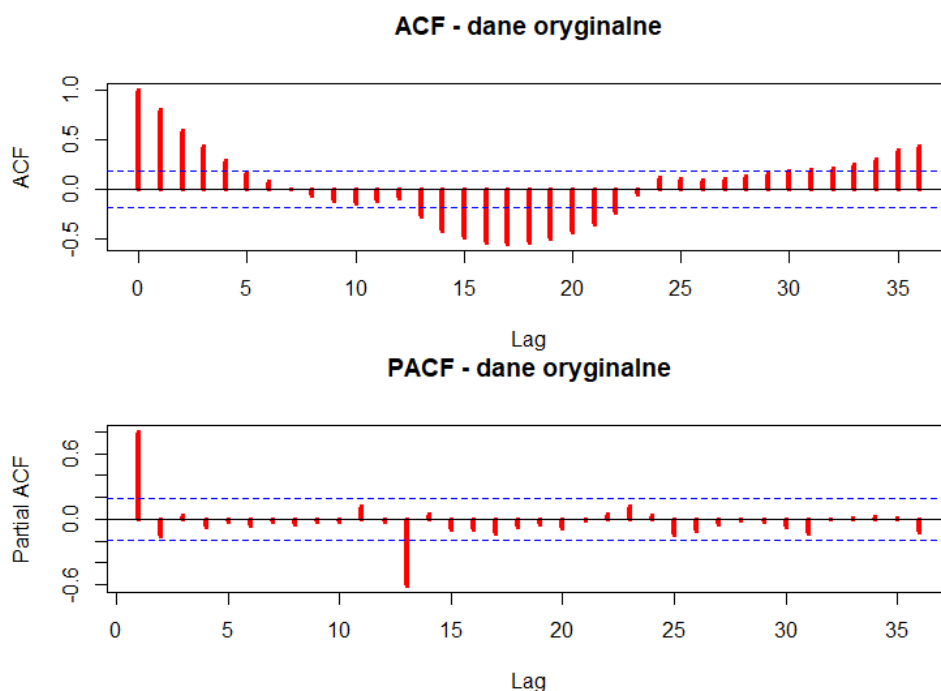 ACF - dane oryginalne
ACF
1.0
0.5
0.0
-0.5
0 5 10 15 20 25 30 35
Lag
PACF - dane oryginalne
Partial ACF
0.6
0.0
-0.6
0 5 10 15 20 25 30 35
Lag